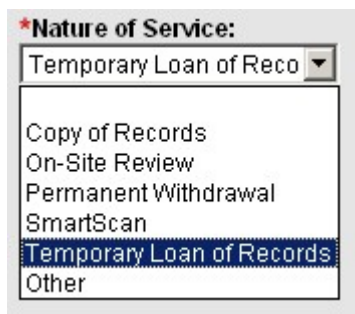 *Nature of Service:
Temporary Loan of Reco
Copy of Records
On-Site Review
Permanent Withdrawal
SmartScan
Temporary Loan of Records
Other